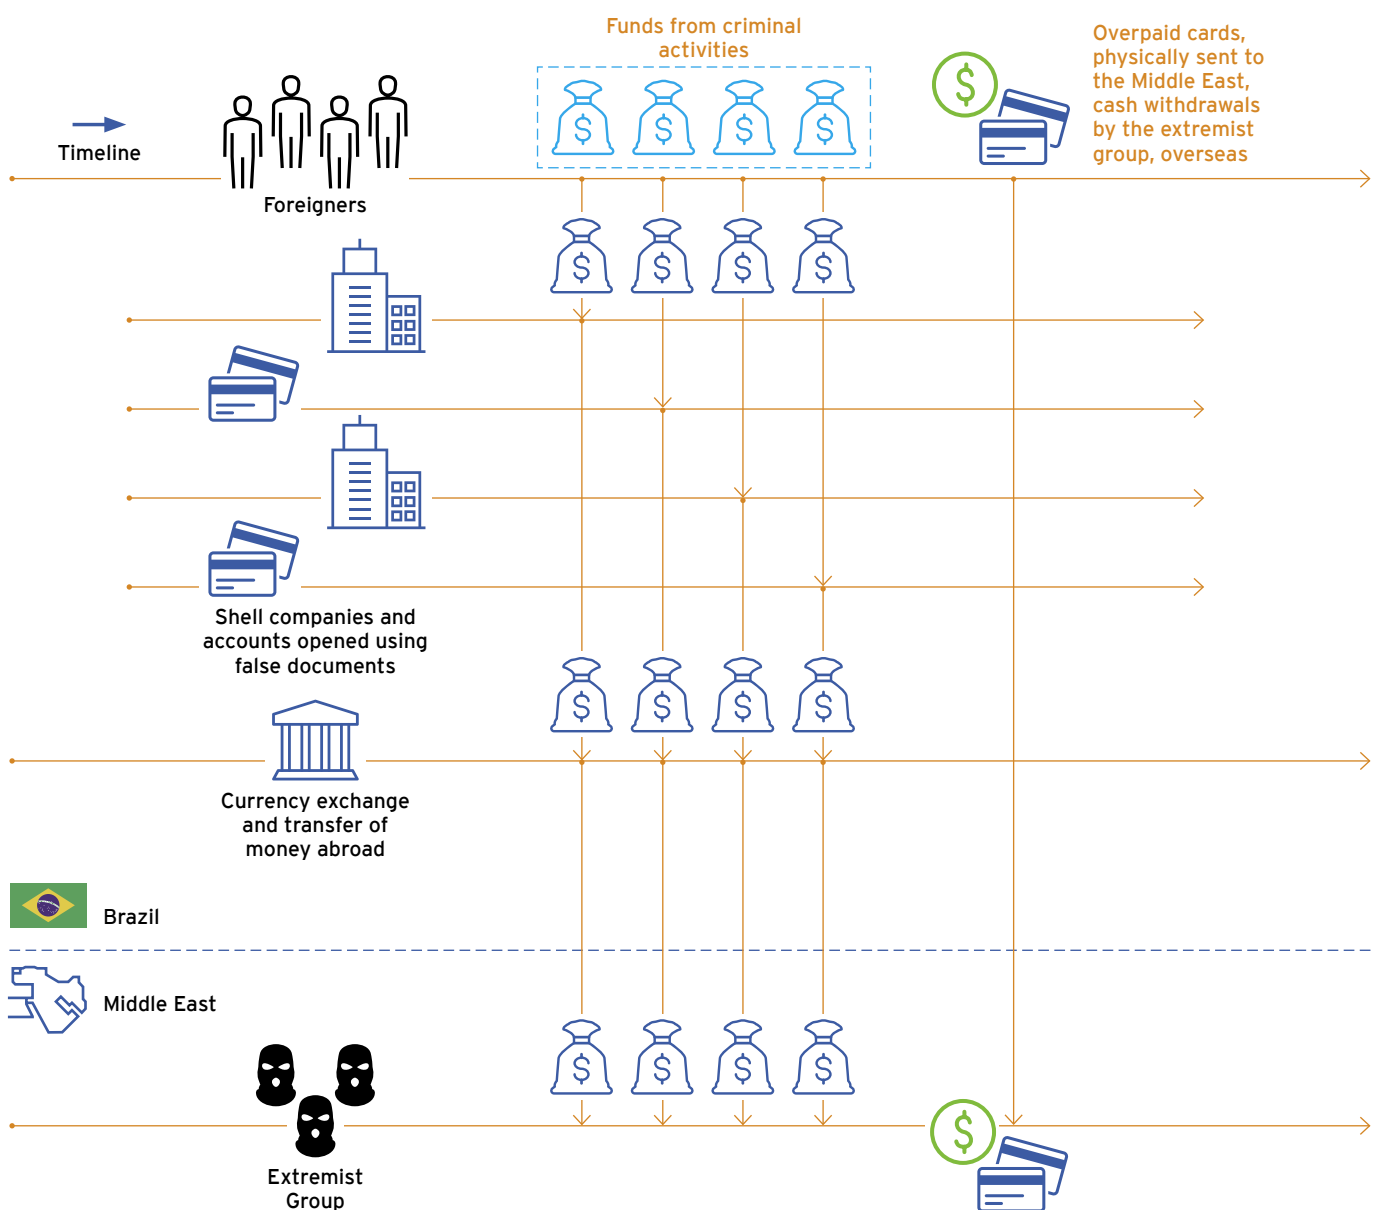 Funds from criminal
activities
Overpaid cards,
physically sent to
the Middle East,
cash withdrawals
by the extremist
group, overseas
Timeline
Foreigners
$ $ $ $
$
$ $ $ $
Shell companies and
accounts opened using
false documents
$ $ $ $
Currency exchange
and transfer of
money abroad
Brazil
Middle East
$ $ $ $
$
Extremist
Group